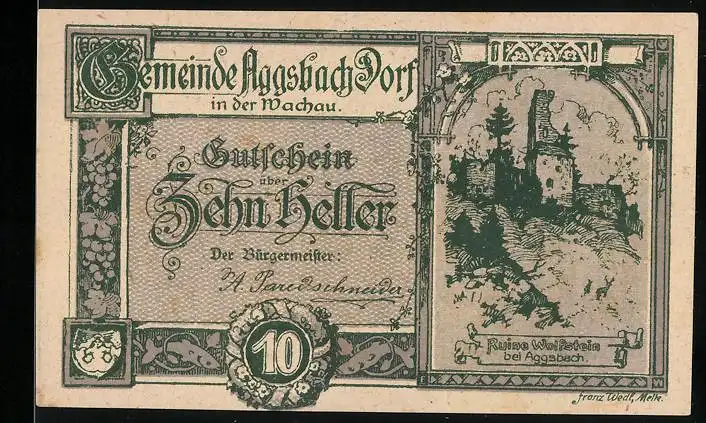 Gemeinde Aggsbach Dorf
in der Wachau.
Gutschein
über
Zehn Heller
Der Bürgermeister:
10
Ruine Wolfstein
bei Aggsbach.
F
W
Franz Wedl, Melk.